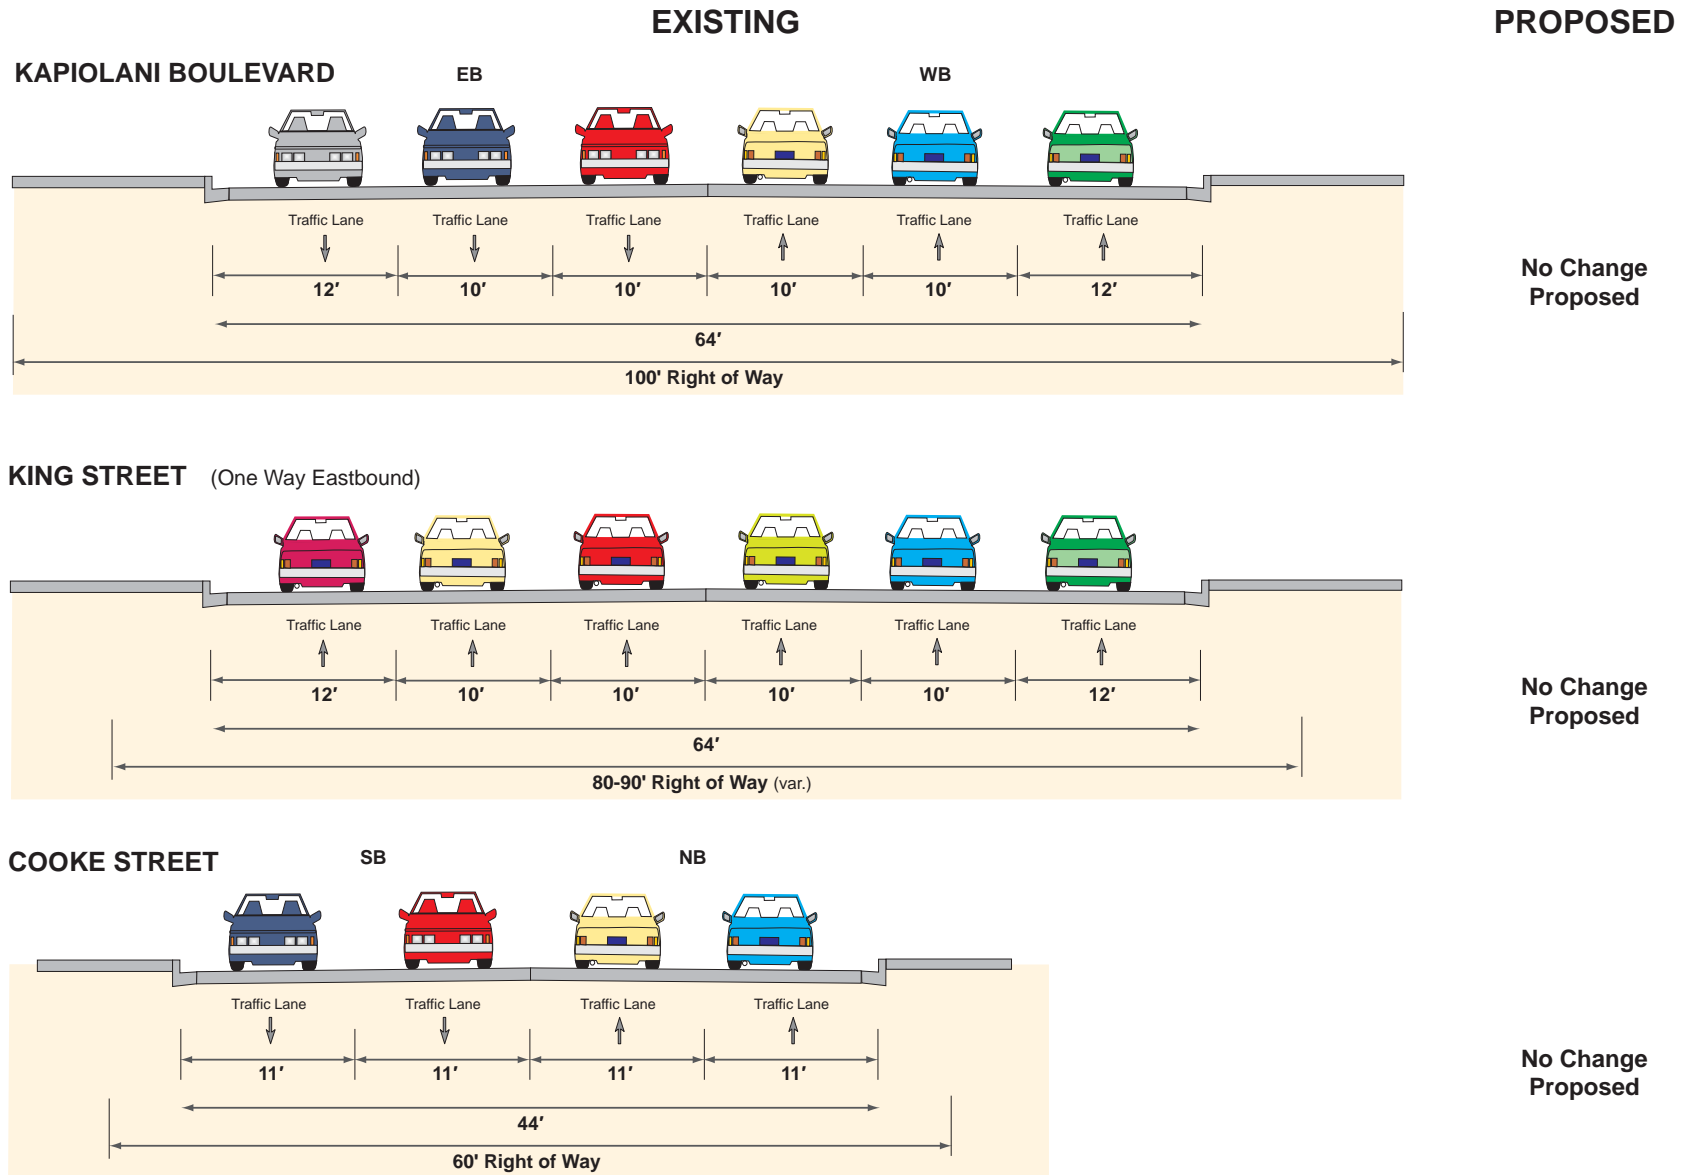 EXISTING PROPOSED
KAPIOLANI BOULEVARD EB WB
Traffic Lane Traffic Lane Traffic Lane Traffic Lane Traffic Lane Traffic Lane
12′ 10′ 10′ 10′ 10′ 12′
No Change
Proposed
64′
100' Right of Way
KING STREET (One Way Eastbound)
Traffic Lane Traffic Lane Traffic Lane Traffic Lane Traffic Lane Traffic Lane
12′ 10′ 10′ 10′ 10′ 12′
No Change
Proposed
64′
80-90' Right of Way (var.)
COOKE STREET SB NB
Traffic Lane Traffic Lane Traffic Lane Traffic Lane
11′ 11′ 11′ 11′
No Change
Proposed
44′
60' Right of Way